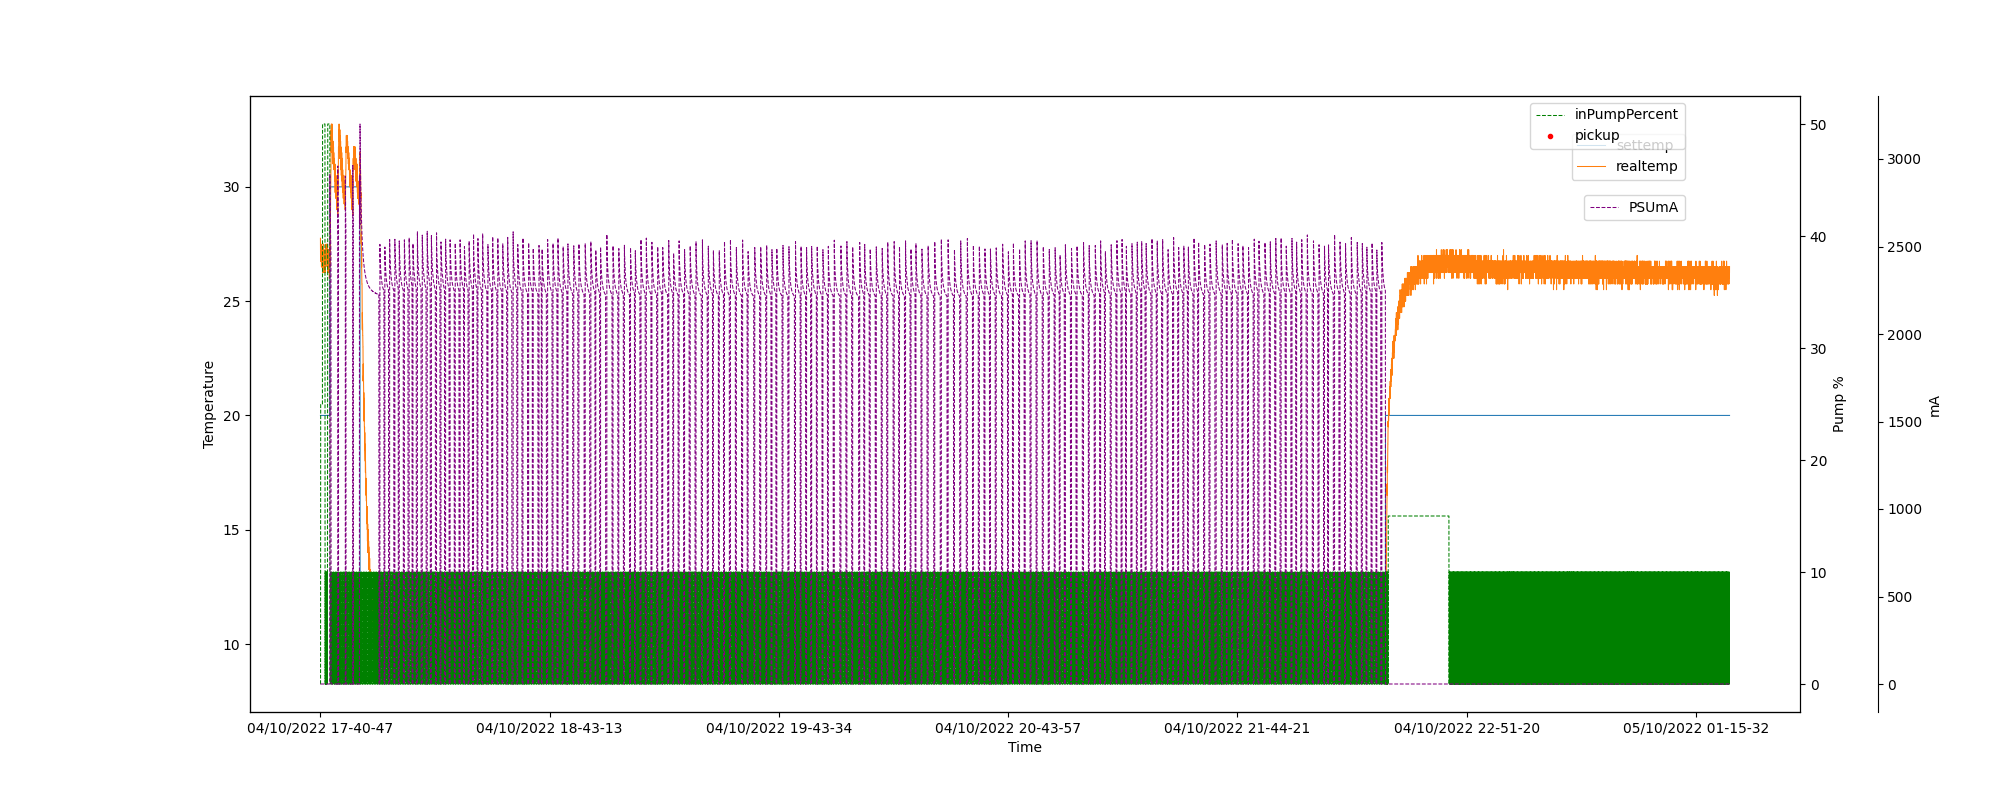 inPumpPercent
pickup
settemp
realtemp
PSUmA
30
25
20
15
10
Temperature
50
40
30
20
10
0
Pump %
3000
2500
2000
1500
1000
500
0
mA
04/10/2022 17-40-47
04/10/2022 18-43-13
04/10/2022 19-43-34
04/10/2022 20-43-57
04/10/2022 21-44-21
04/10/2022 22-51-20
05/10/2022 01-15-32
Time